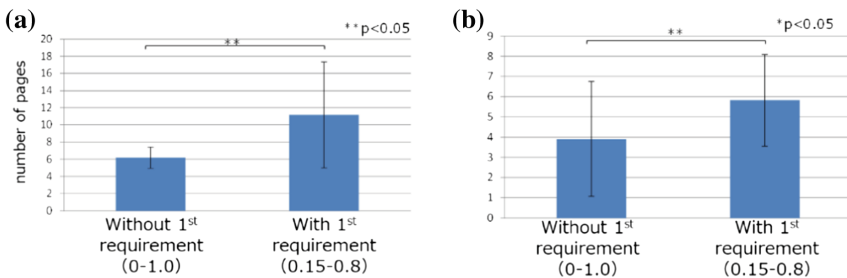 (a)
**p<0.05
20
18
16
14
12
10
8
6
4
2
0
number of pages
**
Without 1st
requirement
(0-1.0)
With 1st
requirement
(0.15-0.8)
(b)
*p<0.05
9
8
7
6
5
4
3
2
1
0
**
Without 1st
requirement
(0-1.0)
With 1st
requirement
(0.15-0.8)